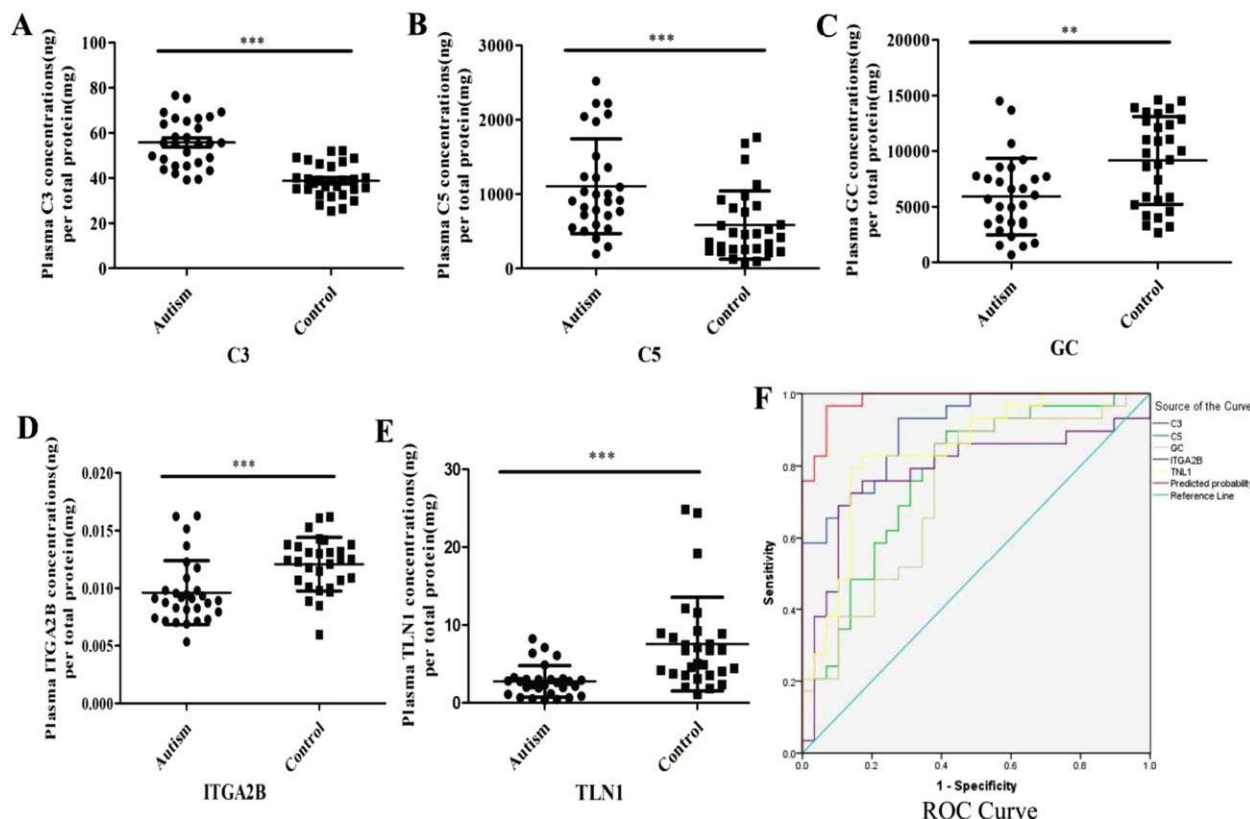 A
Plasma C3 concentrations(ng)
per total protein(mg)
100
80
60
40
20
0
***
Autism
Control
C3
B
Plasma C5 concentrations(ng)
per total protein(mg)
3000
2000
1000
0
***
Autism
Control
C5
C
Plasma GC concentrations(ng)
per total protein(mg)
20000
15000
10000
5000
0
**
Autism
Control
GC
D
Plasma ITGA2B concentrations(ng)
per total protein(mg)
0.020
0.015
0.010
0.005
0.000
***
Autism
Control
ITGA2B
E
Plasma TLN1 concentrations(ng)
per total protein(mg)
30
20
10
0
***
Autism
Control
TLN1
F
Sensitivity
1.0
0.8
0.6
0.4
0.2
0.0
0.0 0.2 0.4 0.6 0.8 1.0
1 - Specificity
ROC Curve
Source of the Curve
C3
C5
GC
ITGA2B
TNL1
Predicted probability
Reference Line